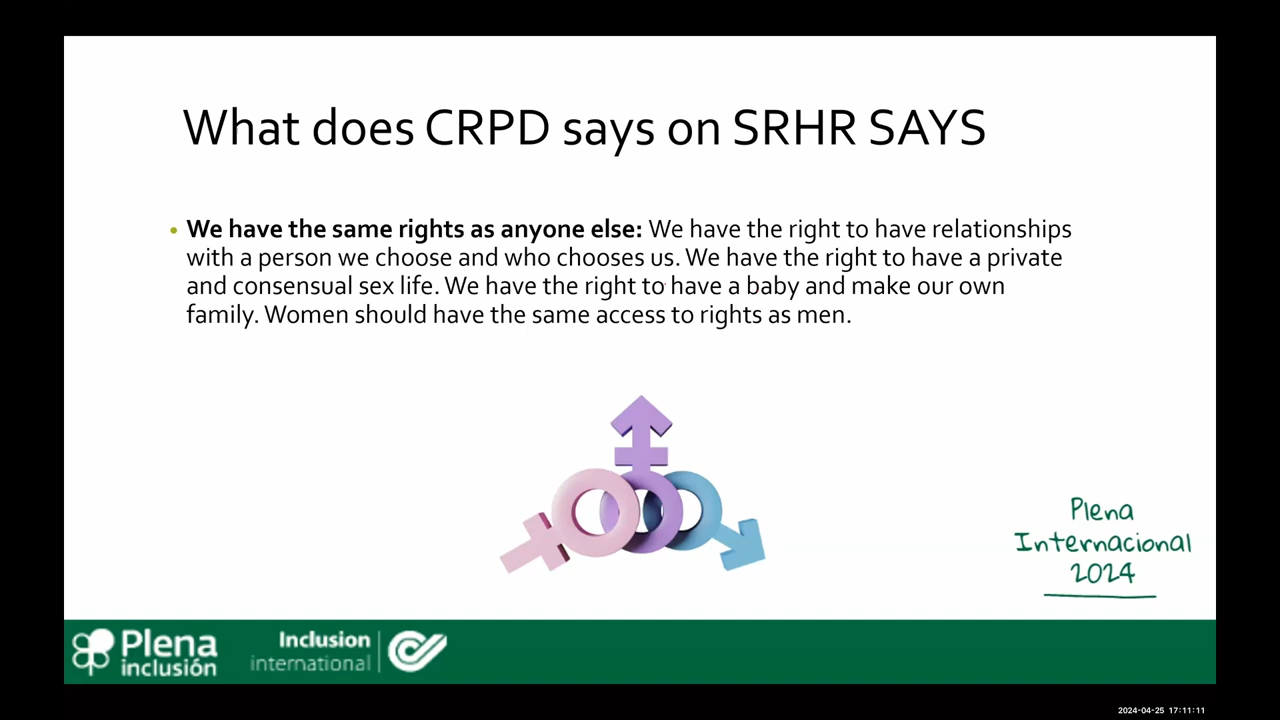 What does CRPD says on SRHR SAYS
• We have the same rights as anyone else: We have the right to have relationships
with a person we choose and who chooses us. We have the right to have a private
and consensual sex life. We have the right to have a baby and make our own
family. Women should have the same access to rights as men.
Plena
Internacional
2024
Plena
inclusión
Inclusion
international
2024-04-25 17:11:11